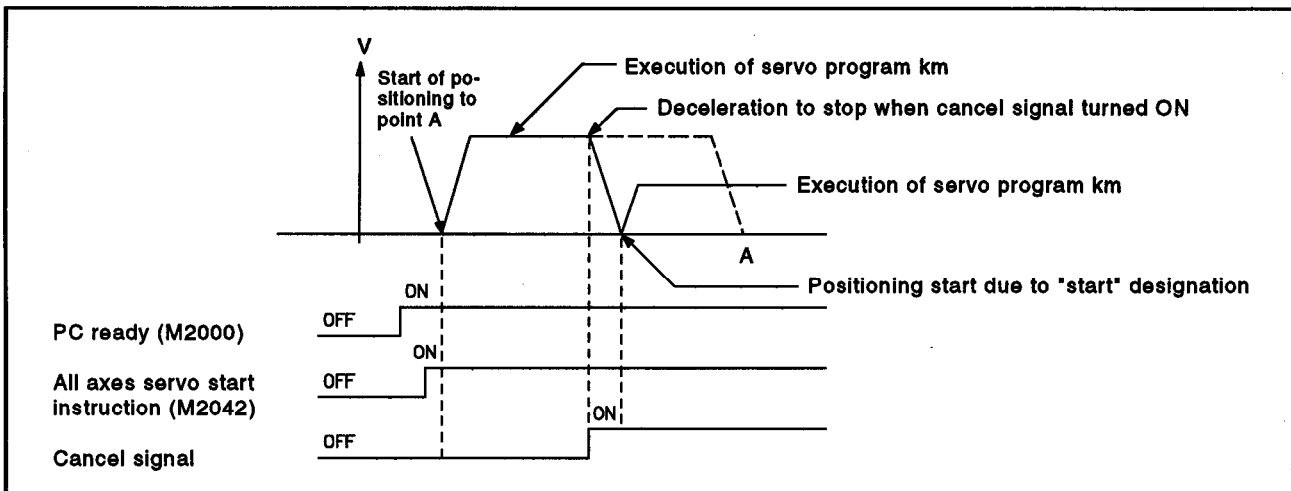 V
Start of po-
sitioning to
point A
Execution of servo program km
Deceleration to stop when cancel signal turned ON
Execution of servo program km
A
Positioning start due to "start" designation
ON
OFF
PC ready (M2000)
ON
OFF
All axes servo start
instruction (M2042)
ON
OFF
Cancel signal